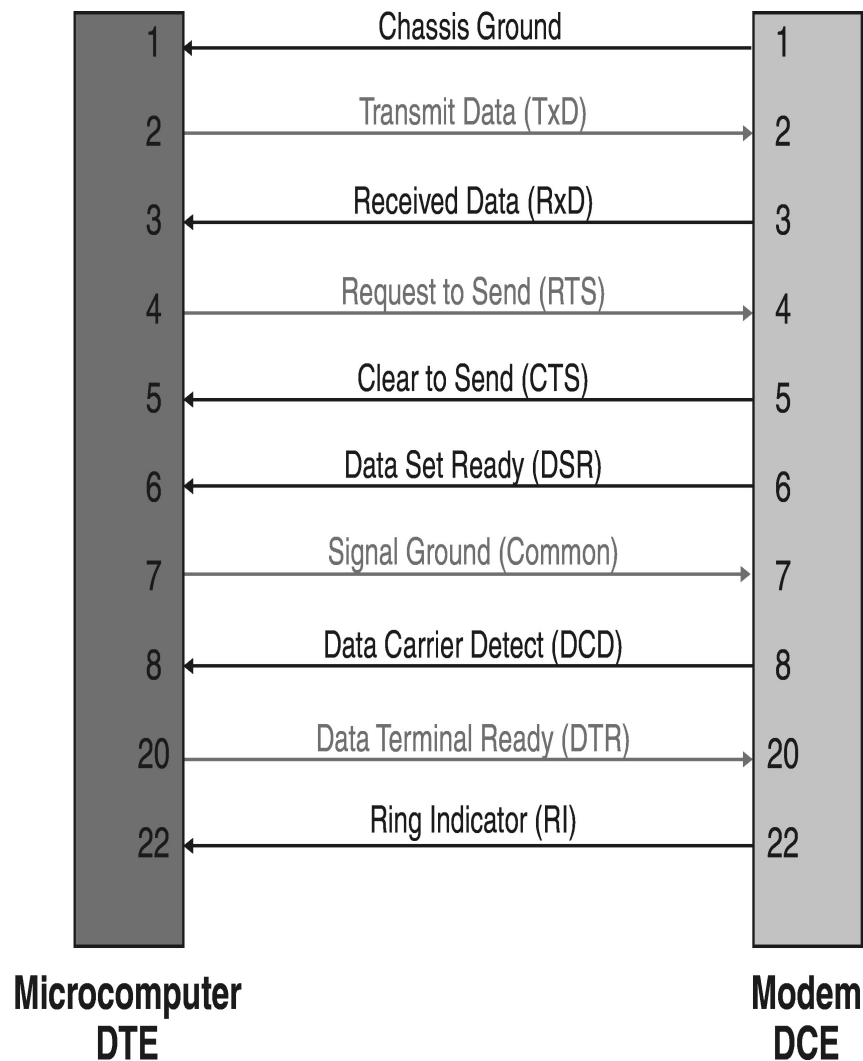 1 Chassis Ground 1
2 Transmit Data (TxD) 2
3 Received Data (RxD) 3
4 Request to Send (RTS) 4
5 Clear to Send (CTS) 5
6 Data Set Ready (DSR) 6
7 Signal Ground (Common) 7
8 Data Carrier Detect (DCD) 8
20 Data Terminal Ready (DTR) 20
22 Ring Indicator (RI) 22
Microcomputer Modem
DTE DCE